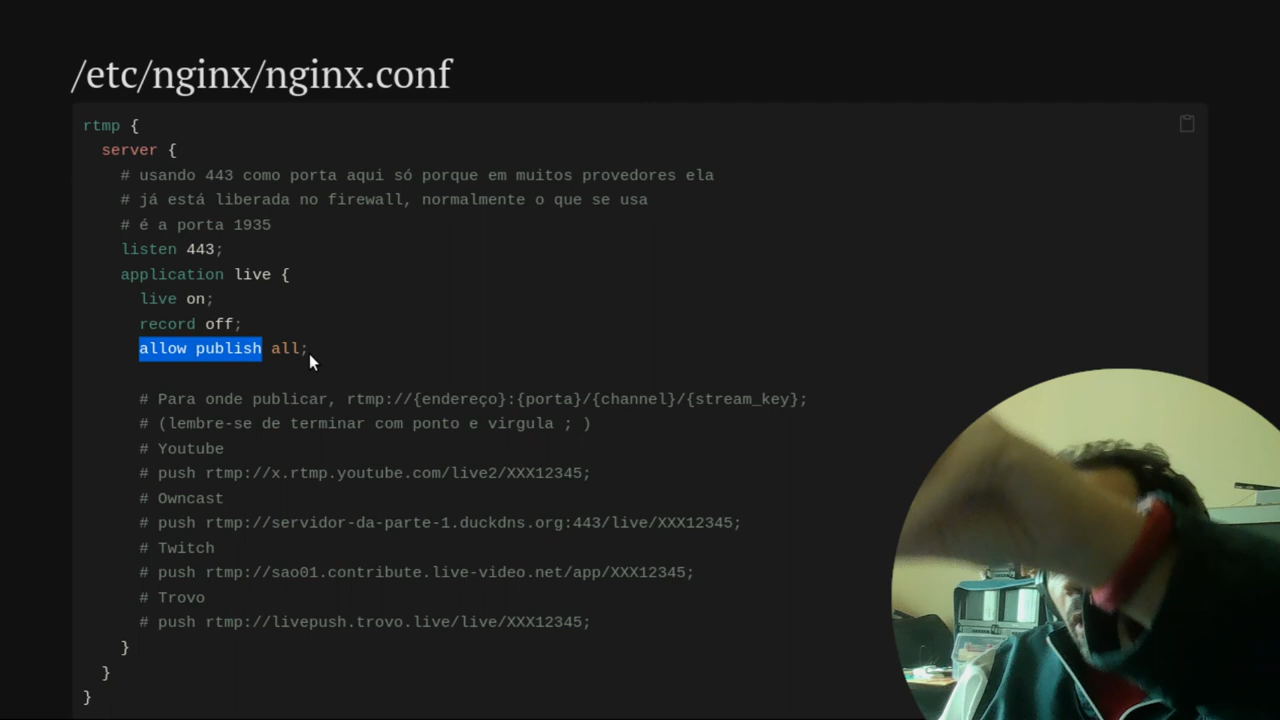 /etc/nginx/nginx.conf
rtmp {
server {
# usando 443 como porta aqui só porque em muitos provedores ela
# já está liberada no firewall, normalmente o que se usa
# é a porta 1935
listen 443;
application live {
live on;
record off;
allow publish all;
# Para onde publicar, rtmp://{endereço}:{porta}/{channel}/{stream_key};
# (lembre-se de terminar com ponto e virgula ; )
# Youtube
# push rtmp://x.rtmp.youtube.com/live2/XXX12345;
# Owncast
# push rtmp://servidor-da-parte-1.duckdns.org:443/live/XXX12345;
# Twitch
# push rtmp://sao01.contribute.live-video.net/app/XXX12345;
# Trovo
# push rtmp://livepush.trovo.live/live/XXX12345;
}
}
}